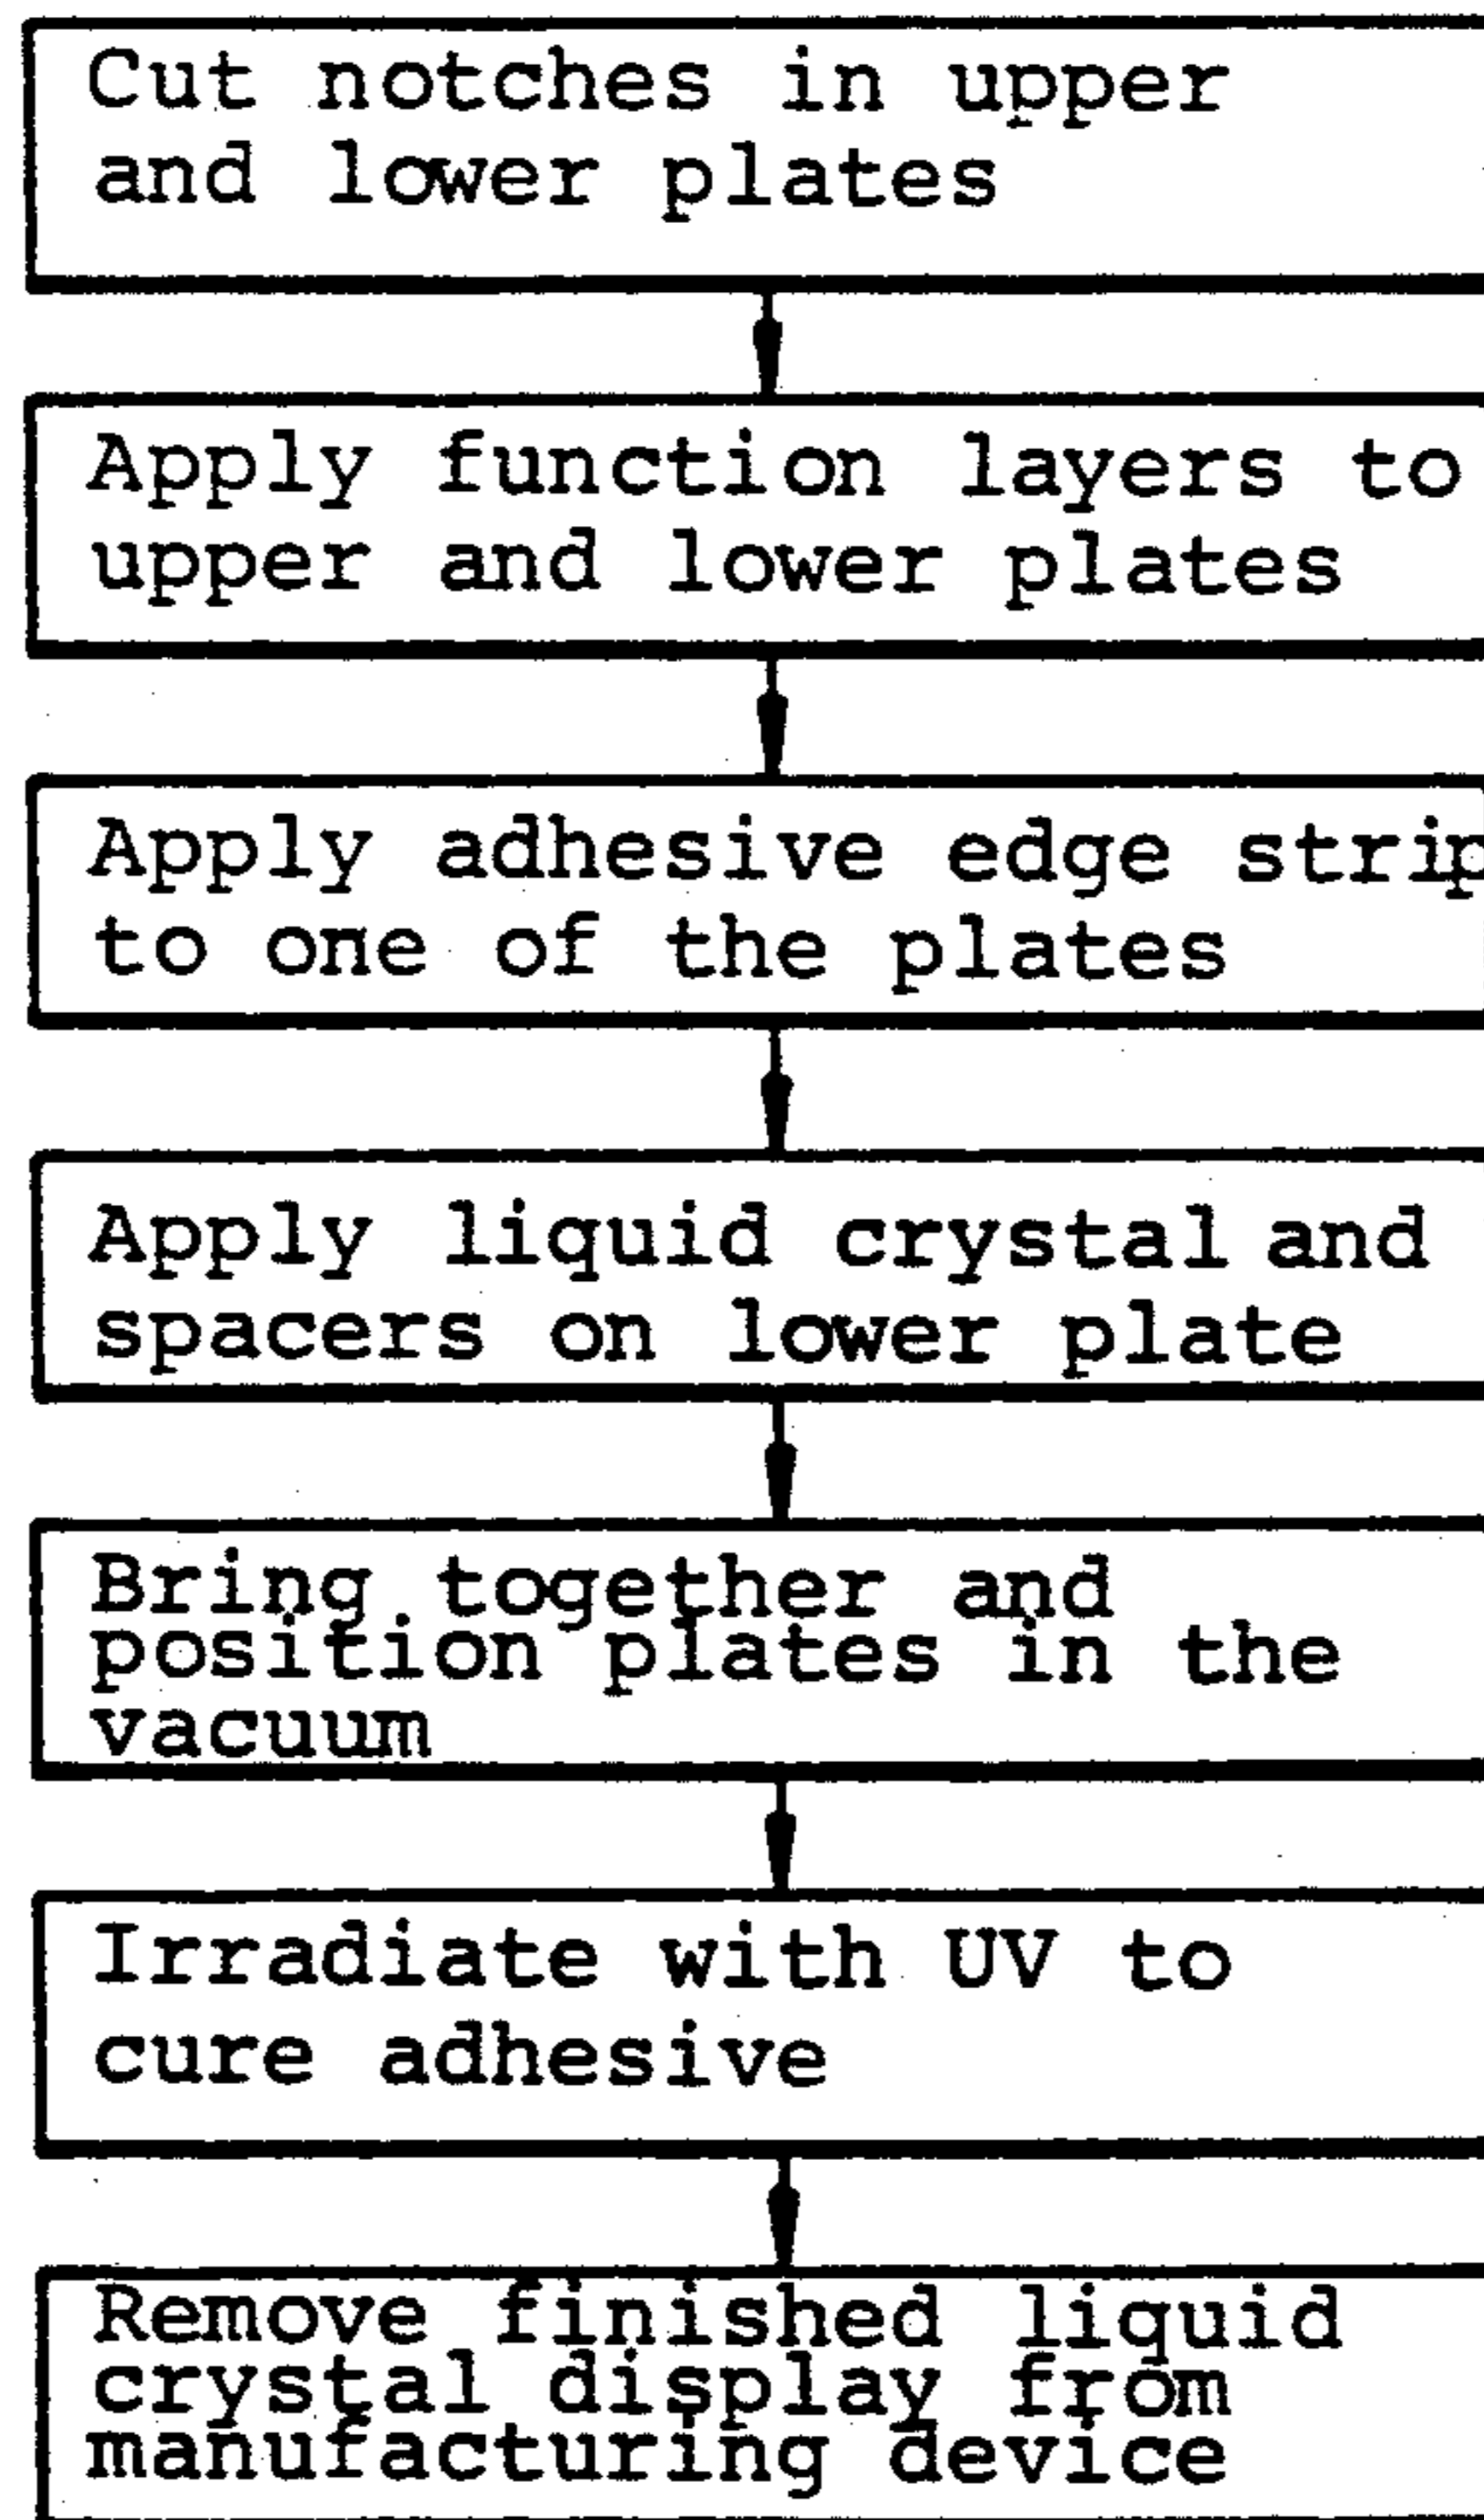 Cut notches in upper
and lower plates
Apply function layers to
upper and lower plates
Apply adhesive edge strip
to one of the plates
Apply liquid crystal and
spacers on lower plate
Bring together and
position plates in the
vacuum
Irradiate with UV to
cure adhesive
Remove finished liquid
crystal display from
manufacturing device